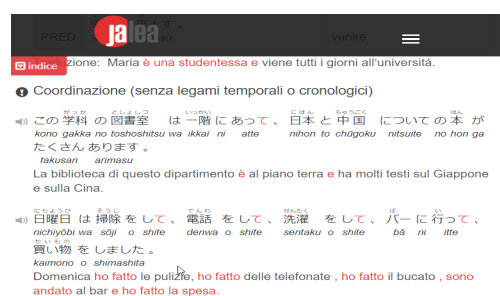 jalea
PRED
venire
indice
uzione: Maria è una studentessa e viene tutti i giorni all'università.
Coordinazione (senza legami temporali o cronologici)
がっか としょしつ いっかい にほん ちゅうごく ほん
この 学科 の 図書室 は 一階 に あって 、 日本 と 中国 についての 本 が
kono gakka no toshoshitsu wa ikkai ni atte nihon to chūgoku nitsuite no hon ga
たくさん あります 。
takusan arimasu
La biblioteca di questo dipartimento è al piano terra e ha molti testi sul Giappone
e sulla Cina.
にちようび そうじ でんわ せんたく い
日曜日 は 掃除 を して 、 電話 を して 、 洗濯 を して 、 バー に 行って 、
nichiyōbi wa sōji o shite denwa o shite sentaku o shite bā ni itte
かいもの
買い物 を しました 。
kaimono o shimashita
Domenica ho fatto le pulizie, ho fatto delle telefonate , ho fatto il bucato , sono
andato al bar e ho fatto la spesa.